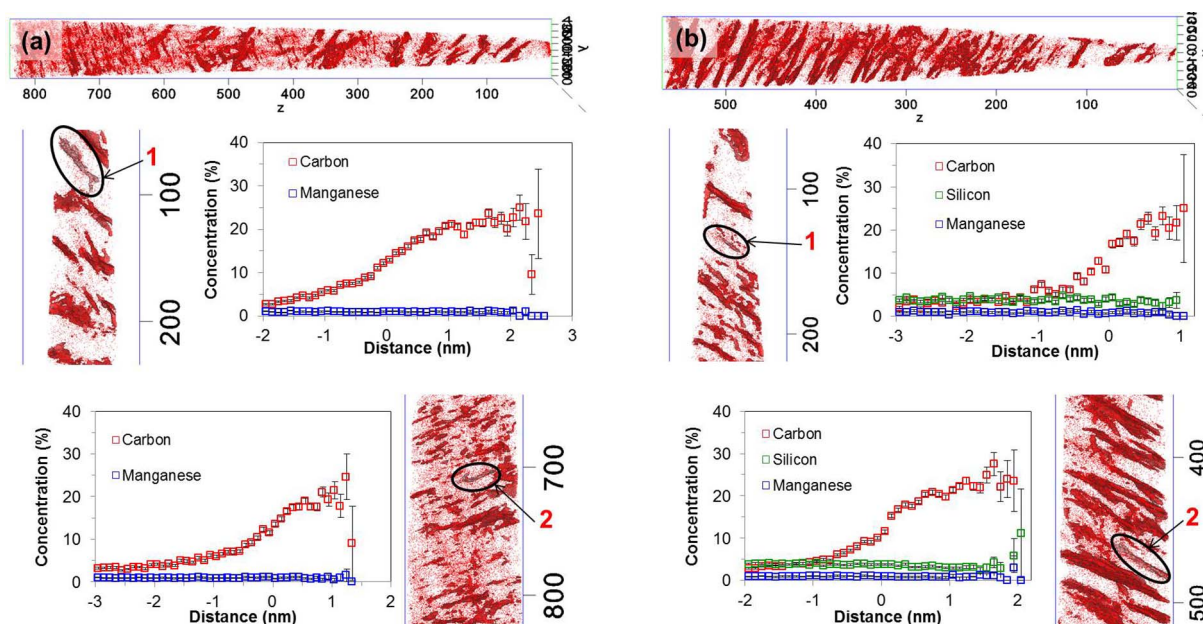 (a)
800 700 600 500 400 300 200 100
z
(b)
500 400 300 200 100
z
1
100
200
40
30
20
10
0
Concentration (%)
Carbon
Manganese
-2 -1 0 1 2 3
Distance (nm)
1
100
200
40
30
20
10
0
Concentration (%)
Carbon
Silicon
Manganese
-3 -2 -1 0 1
Distance (nm)
40
30
20
10
0
Concentration (%)
Carbon
Manganese
-3 -2 -1 0 1 2
Distance (nm)
700
2
800
40
30
20
10
0
Concentration (%)
Carbon
Silicon
Manganese
-2 -1 0 1 2
Distance (nm)
400
2
500